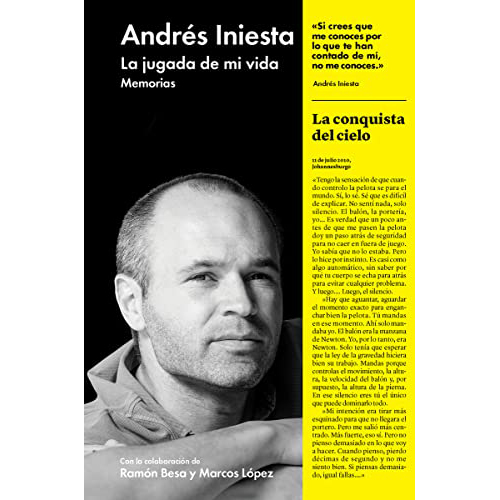 Andrés Iniesta
La jugada de mi vida
Memorias
Con la colaboración de
Ramón Besa y Marcos López
«Si crees que
me conoces por
lo que te han
contado de mí,
no me conoces.»
Andrés Iniesta
La conquista
del cielo
11 de julio 2010,
Johannesburgo
«Tengo la sensación de que cuan-
do controlo la pelota se para el
mundo. Sí, lo sé. Sé que es difícil
de explicar. No sentí nada, solo
silencio. El balón, la portería,
yo… Es verdad que un poco an-
tes de que me pasen la pelota
doy un paso atrás de seguridad
para no caer en fuera de juego.
Yo sabía que no lo estaba. Pero
lo hice por instinto. Es casi como
algo automático, sin saber por
que tu cuerpo se echa para atrás
para evitar cualquier problema.
Y luego… Luego, el silencio.
«Hay que aguantar, aguardar
el momento exacto para engan-
char bien la pelota. Tú mandas
en ese momento. Ahí solo man-
daba yo. El balón era la manzana
de Newton. Yo, por lo tanto, era
Newton. Solo tenía que esperar
que la ley de la gravedad hiciera
bien su trabajo. Mandas porque
controlas el movimiento, la altu-
ra, la velocidad del balón y, por
supuesto, la altura de la pierna.
En ese silencio eres tú el único
que puede dominarlo todo.
«Mi intención era tirar más
esquinado para que no llegara el
portero. Pero me salió más cen-
trado. Más fuerte, eso sí. Pero no
pienso demasiado en lo que voy
a hacer. Cuando pienso, pierdo
décimas de segundo y no me
siento bien. Si piensas demasia-
do, igual fallas….»